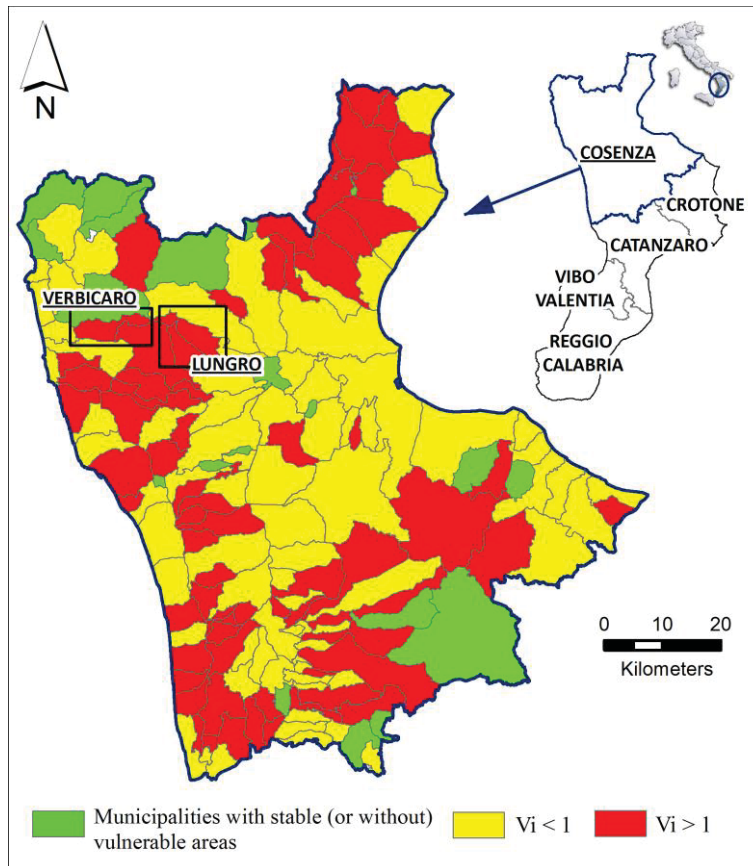 N
COSENZA
CROTONE
CATANZARO
VIBO
VALENTIA
REGGIO
CALABRIA
VERBICARO
LUNGRO
0 10 20
Kilometers
Municipalities with stable (or without)
vulnerable areas
Vi < 1
Vi > 1